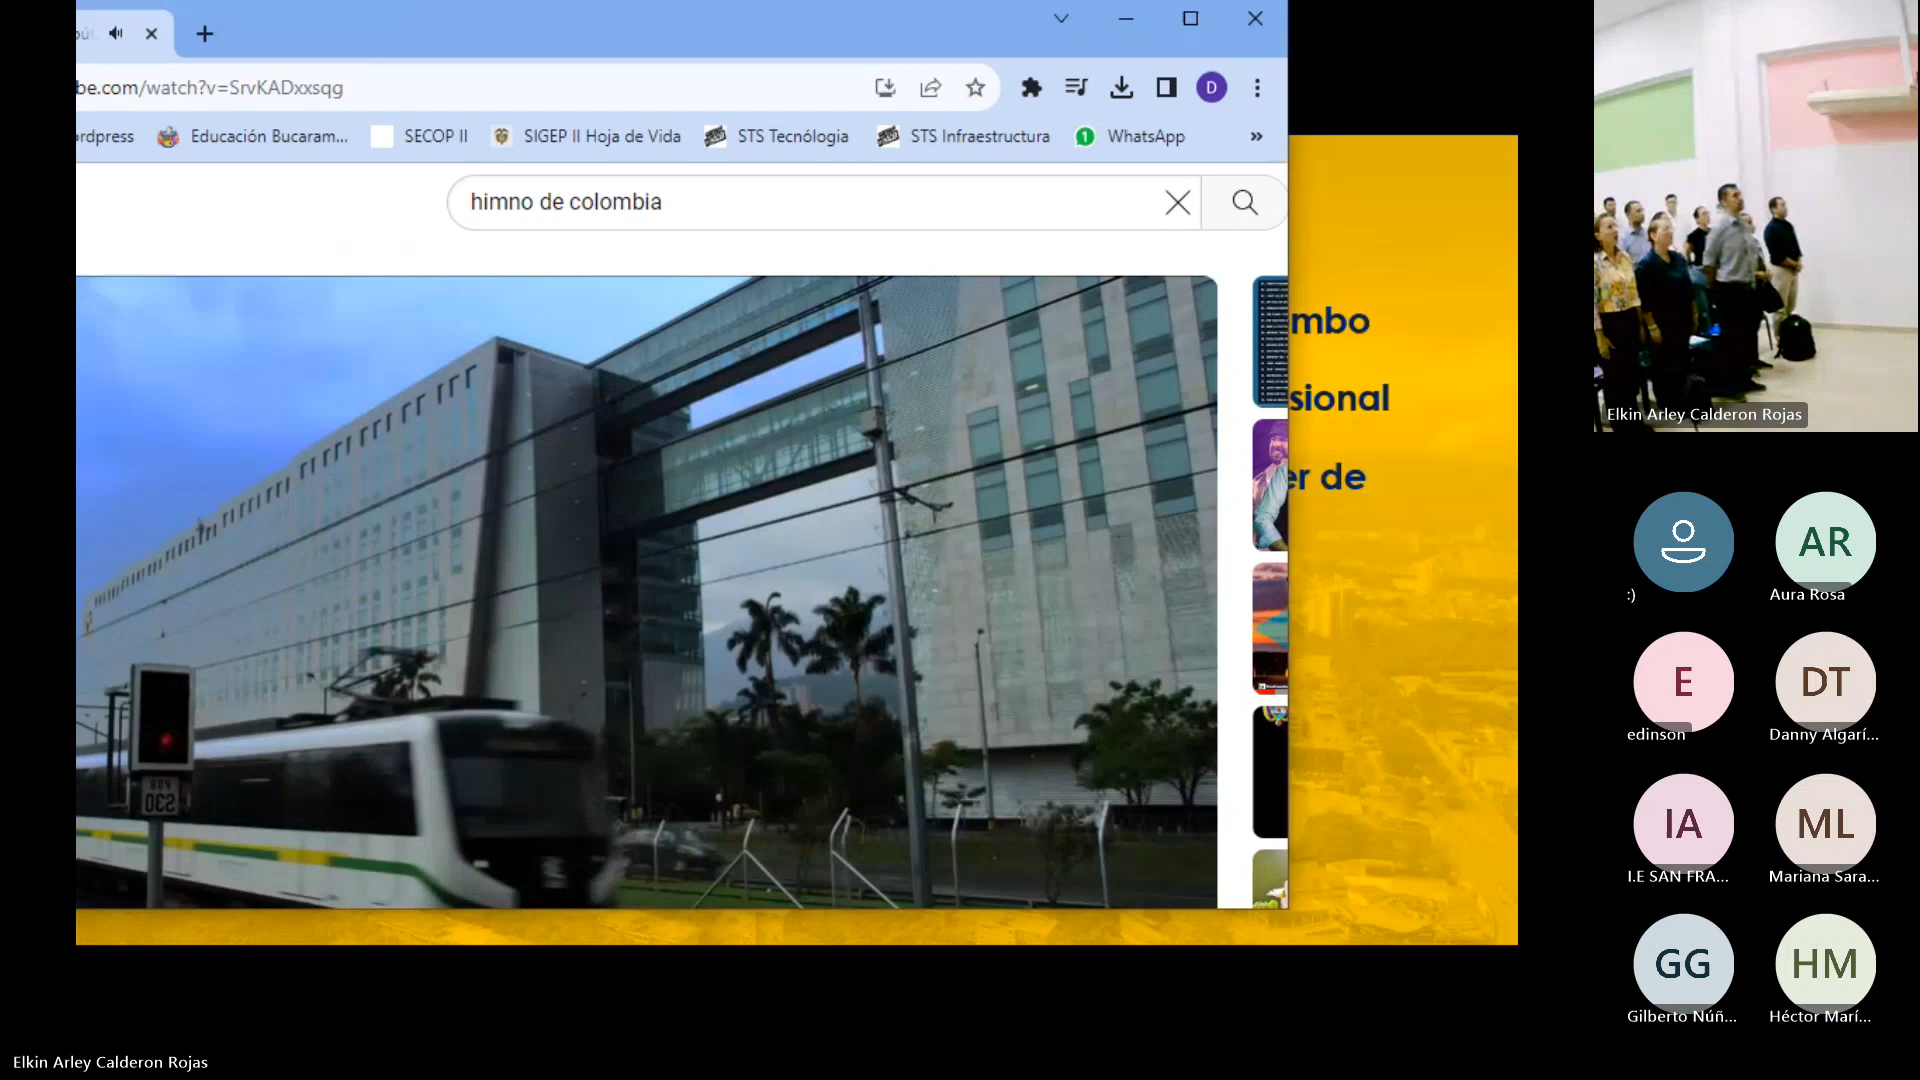 be.com/watch?v=SrvKADxxsqg
D
rdpress
Educación Bucaram...
SECOP II
SIGEP II Hoja de Vida
STS Tecnólogia
STS Infraestructura
1
WhatsApp
»
himno de colombia
mbo
sional
er de
Elkin Arley Calderon Rojas
:)
AR
Aura Rosa
E
edinson
DT
Danny Algarí...
IA
I.E SAN FRA...
ML
Mariana Sara...
GG
Gilberto Núñ...
HM
Héctor Marí...
Elkin Arley Calderon Rojas